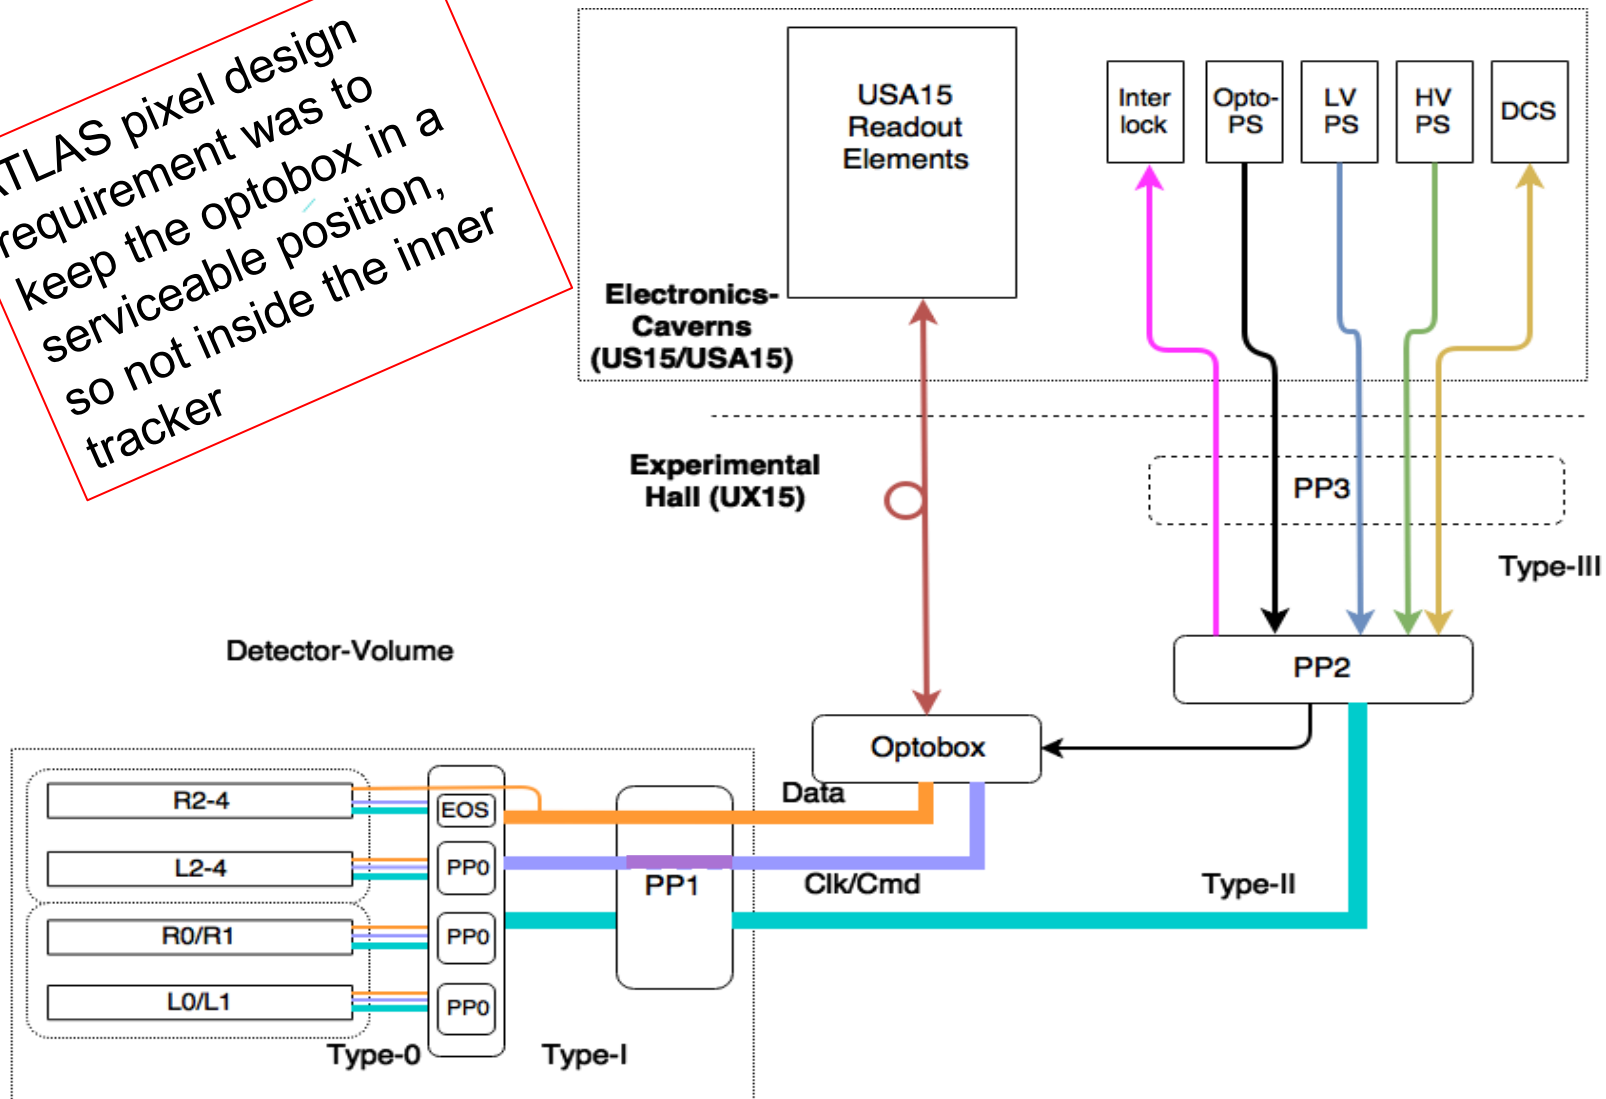 ATLAS pixel design
requirement was to
keep the optobox in a
serviceable position,
so not inside the inner
tracker
USA15
Readout
Elements
Inter
lock
Opto-
PS
LV
PS
HV
PS
DCS
Electronics-
Caverns
(US15/USA15)
Experimental
Hall (UX15)
PP3
Type-III
Detector-Volume
PP2
Optobox
Data
R2-4
EOS
L2-4
PP0
PP1
Clk/Cmd
Type-II
R0/R1
PP0
L0/L1
PP0
Type-0
Type-I